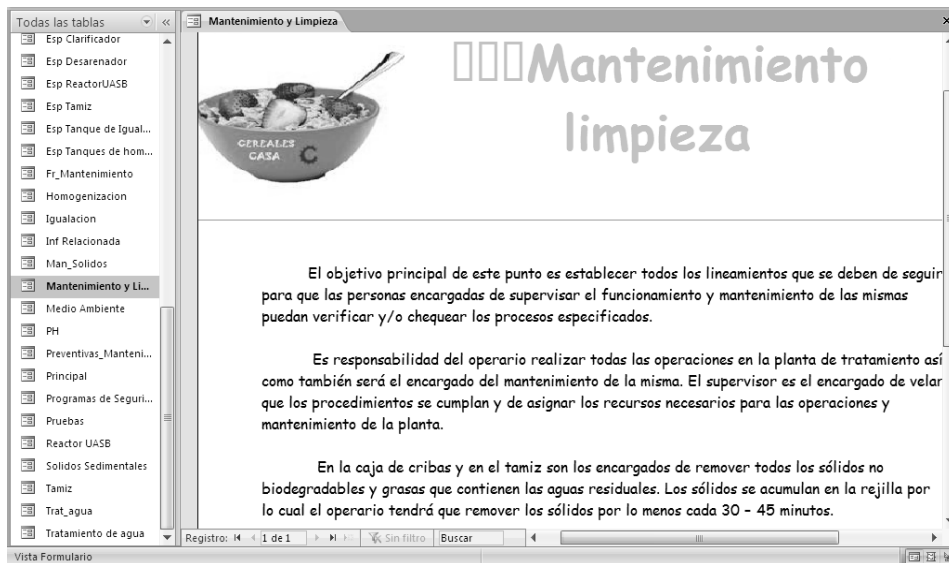 Todas las tablas
Esp Clarificador
Esp Desarenador
Esp ReactorUASB
Esp Tamiz
Esp Tanque de Igual...
Esp Tanques de hom...
Fr_Mantenimiento
Homogenizacion
Igualacion
Inf Relacionada
Man_Solidos
Mantenimiento y Li...
Medio Ambiente
PH
Preventivas_Manteni...
Principal
Programas de Seguri...
Pruebas
Reactor UASB
Solidos Sedimentales
Tamiz
Trat_agua
Tratamiento de agua
Mantenimiento y Limpieza
CEREALES
CASA C
Mantenimiento
limpieza
El objetivo principal de este punto es establecer todos los lineamientos que se deben de seguir
para que las personas encargadas de supervisar el funcionamiento y mantenimiento de las mismas
puedan verificar y/o chequear los procesos especificados.
Es responsabilidad del operario realizar todas las operaciones en la planta de tratamiento así
como también será el encargado del mantenimiento de la misma. El supervisor es el encargado de velar
que los procedimientos se cumplan y de asignar los recursos necesarios para las operaciones y
mantenimiento de la planta.
En la caja de cribas y en el tamiz son los encargados de remover todos los sólidos no
biodegradables y grasas que contienen las aguas residuales. Los sólidos se acumulan en la rejilla por
lo cual el operario tendrá que remover los sólidos por lo menos cada 30 – 45 minutos.
Registro: 1 de 1 Sin filtro Buscar
Vista Formulario